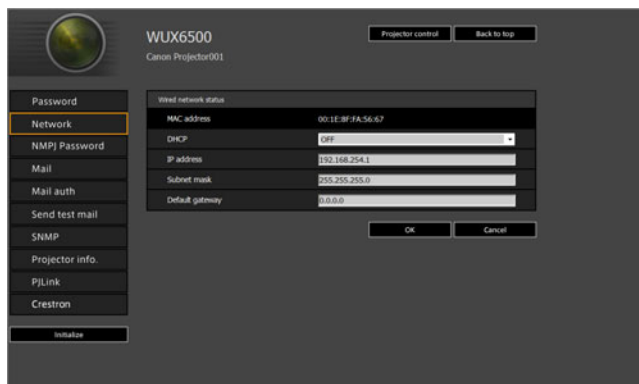 WUX6500
Canon Projector001
Projector control
Back to top
Password
Network
NMPJ Password
Mail
Mail auth
Send test mail
SNMP
Projector info.
PJLink
Crestron
Initialize
Wired network status
MAC address 00:1E:8F:FA:56:67
DHCP OFF
IP address 192.168.254.1
Subnet mask 255.255.255.0
Default gateway 0.0.0.0
OK
Cancel